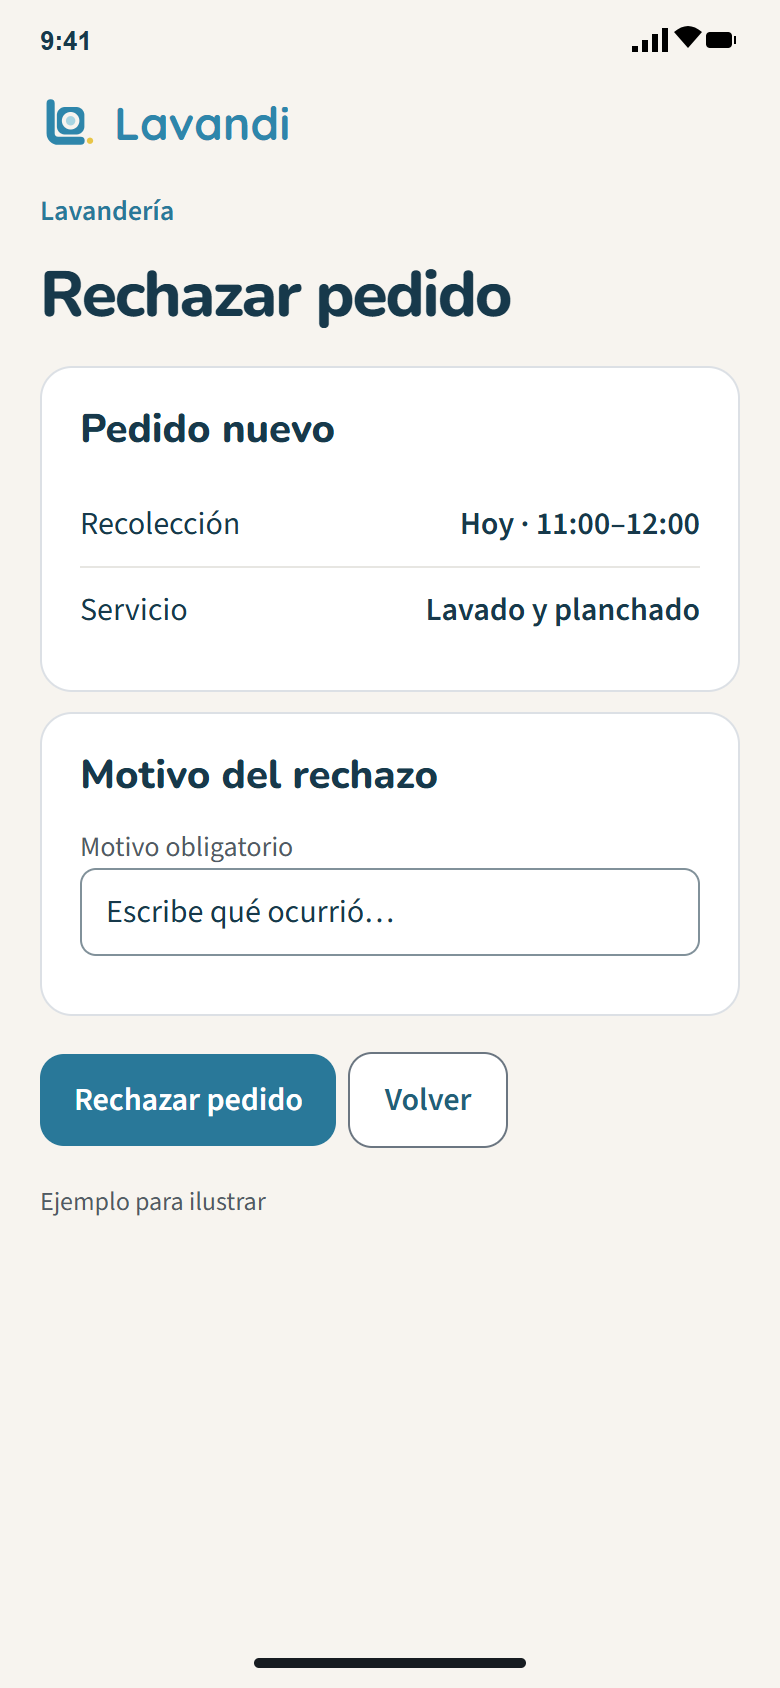 9:41
Lavandi
Lavandería
Rechazar pedido
Pedido nuevo
Recolección
Hoy · 11:00–12:00
Servicio
Lavado y planchado
Motivo del rechazo
Motivo obligatorio
Escribe qué ocurrió…
Rechazar pedido
Volver
Ejemplo para ilustrar